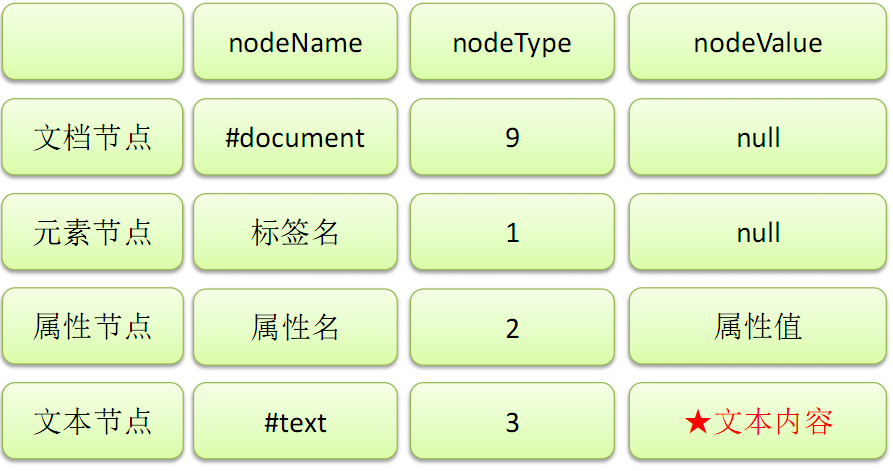 nodeName nodeType nodeValue
文档节点 #document 9 null
元素节点 标签名 1 null
属性节点 属性名 2 属性值
文本节点 #text 3 ★文本内容